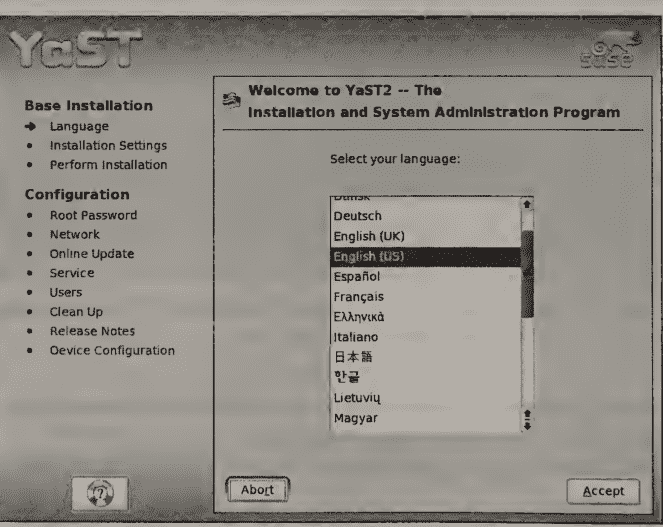 YaST
suse
Base Installation
Language
Installation Settings
Perform Installation
Configuration
Root Password
Network
Online Update
Service
Users
Clean Up
Release Notes
Device Configuration
Welcome to YaST2 -- The
Installation and System Administration Program
Select your language:
Dansk
Deutsch
English (UK)
English (US)
Español
Français
Ελληνικά
Italiano
日本語
한글
Lietuvių
Magyar
Abort
Accept